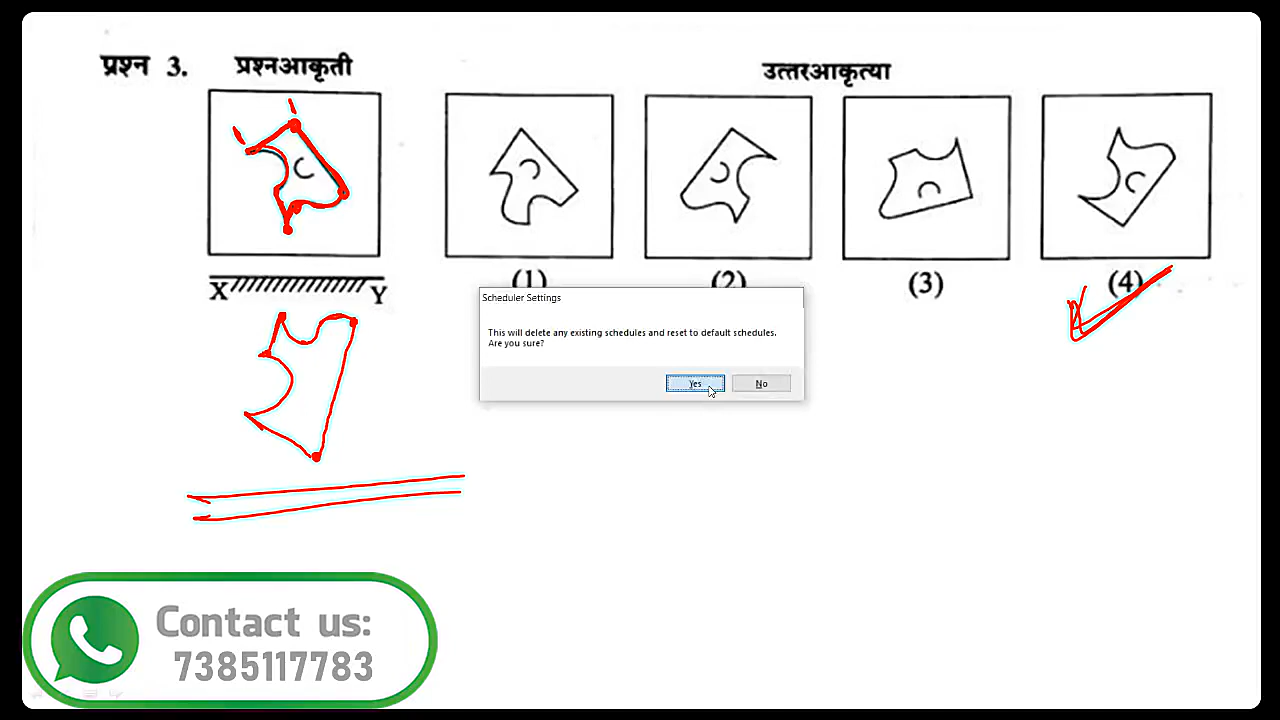 प्रश्न 3. प्रश्नआकृती उत्तरआकृत्या
X Y (1) (2) (3) (4)
Scheduler Settings
This will delete any existing schedules and reset to default schedules.
Are you sure?
Yes No
Contact us:
7385117783